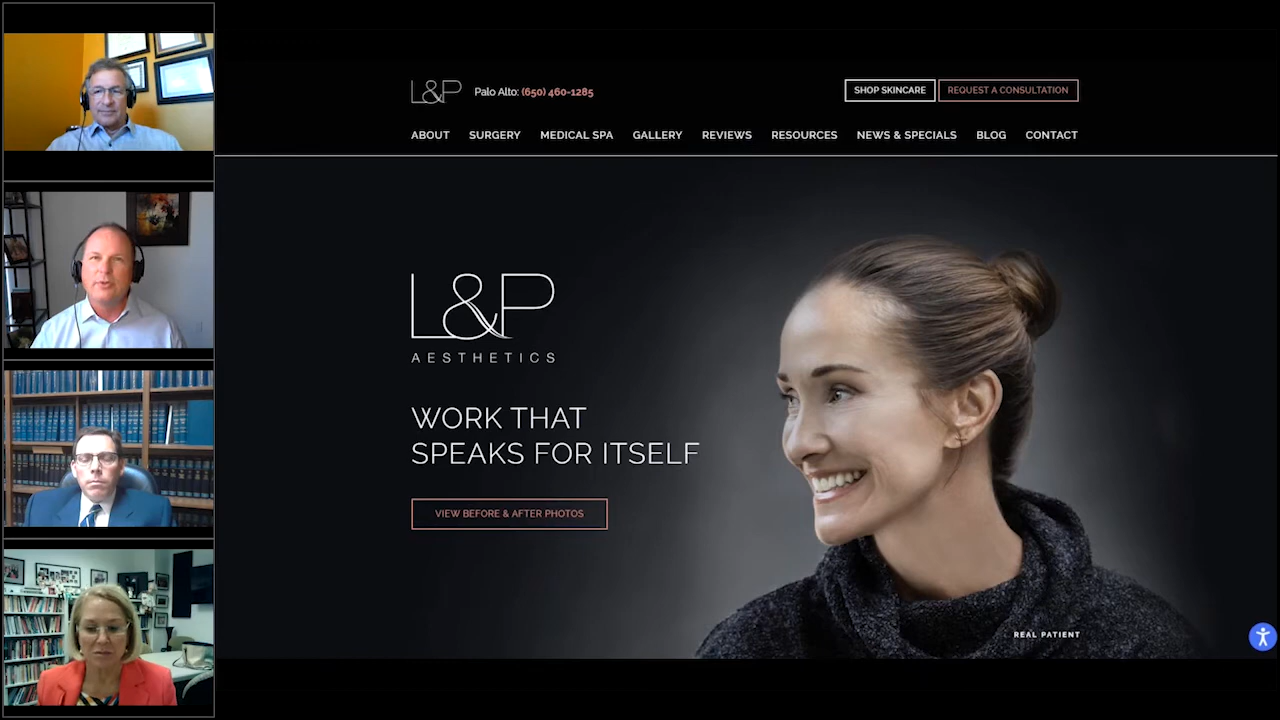 L&P
Palo Alto: (650) 460-1285
SHOP SKINCARE
REQUEST A CONSULTATION
ABOUT
SURGERY
MEDICAL SPA
GALLERY
REVIEWS
RESOURCES
NEWS & SPECIALS
BLOG
CONTACT
L&P
AESTHETICS
WORK THAT
SPEAKS FOR ITSELF
VIEW BEFORE & AFTER PHOTOS
REAL PATIENT